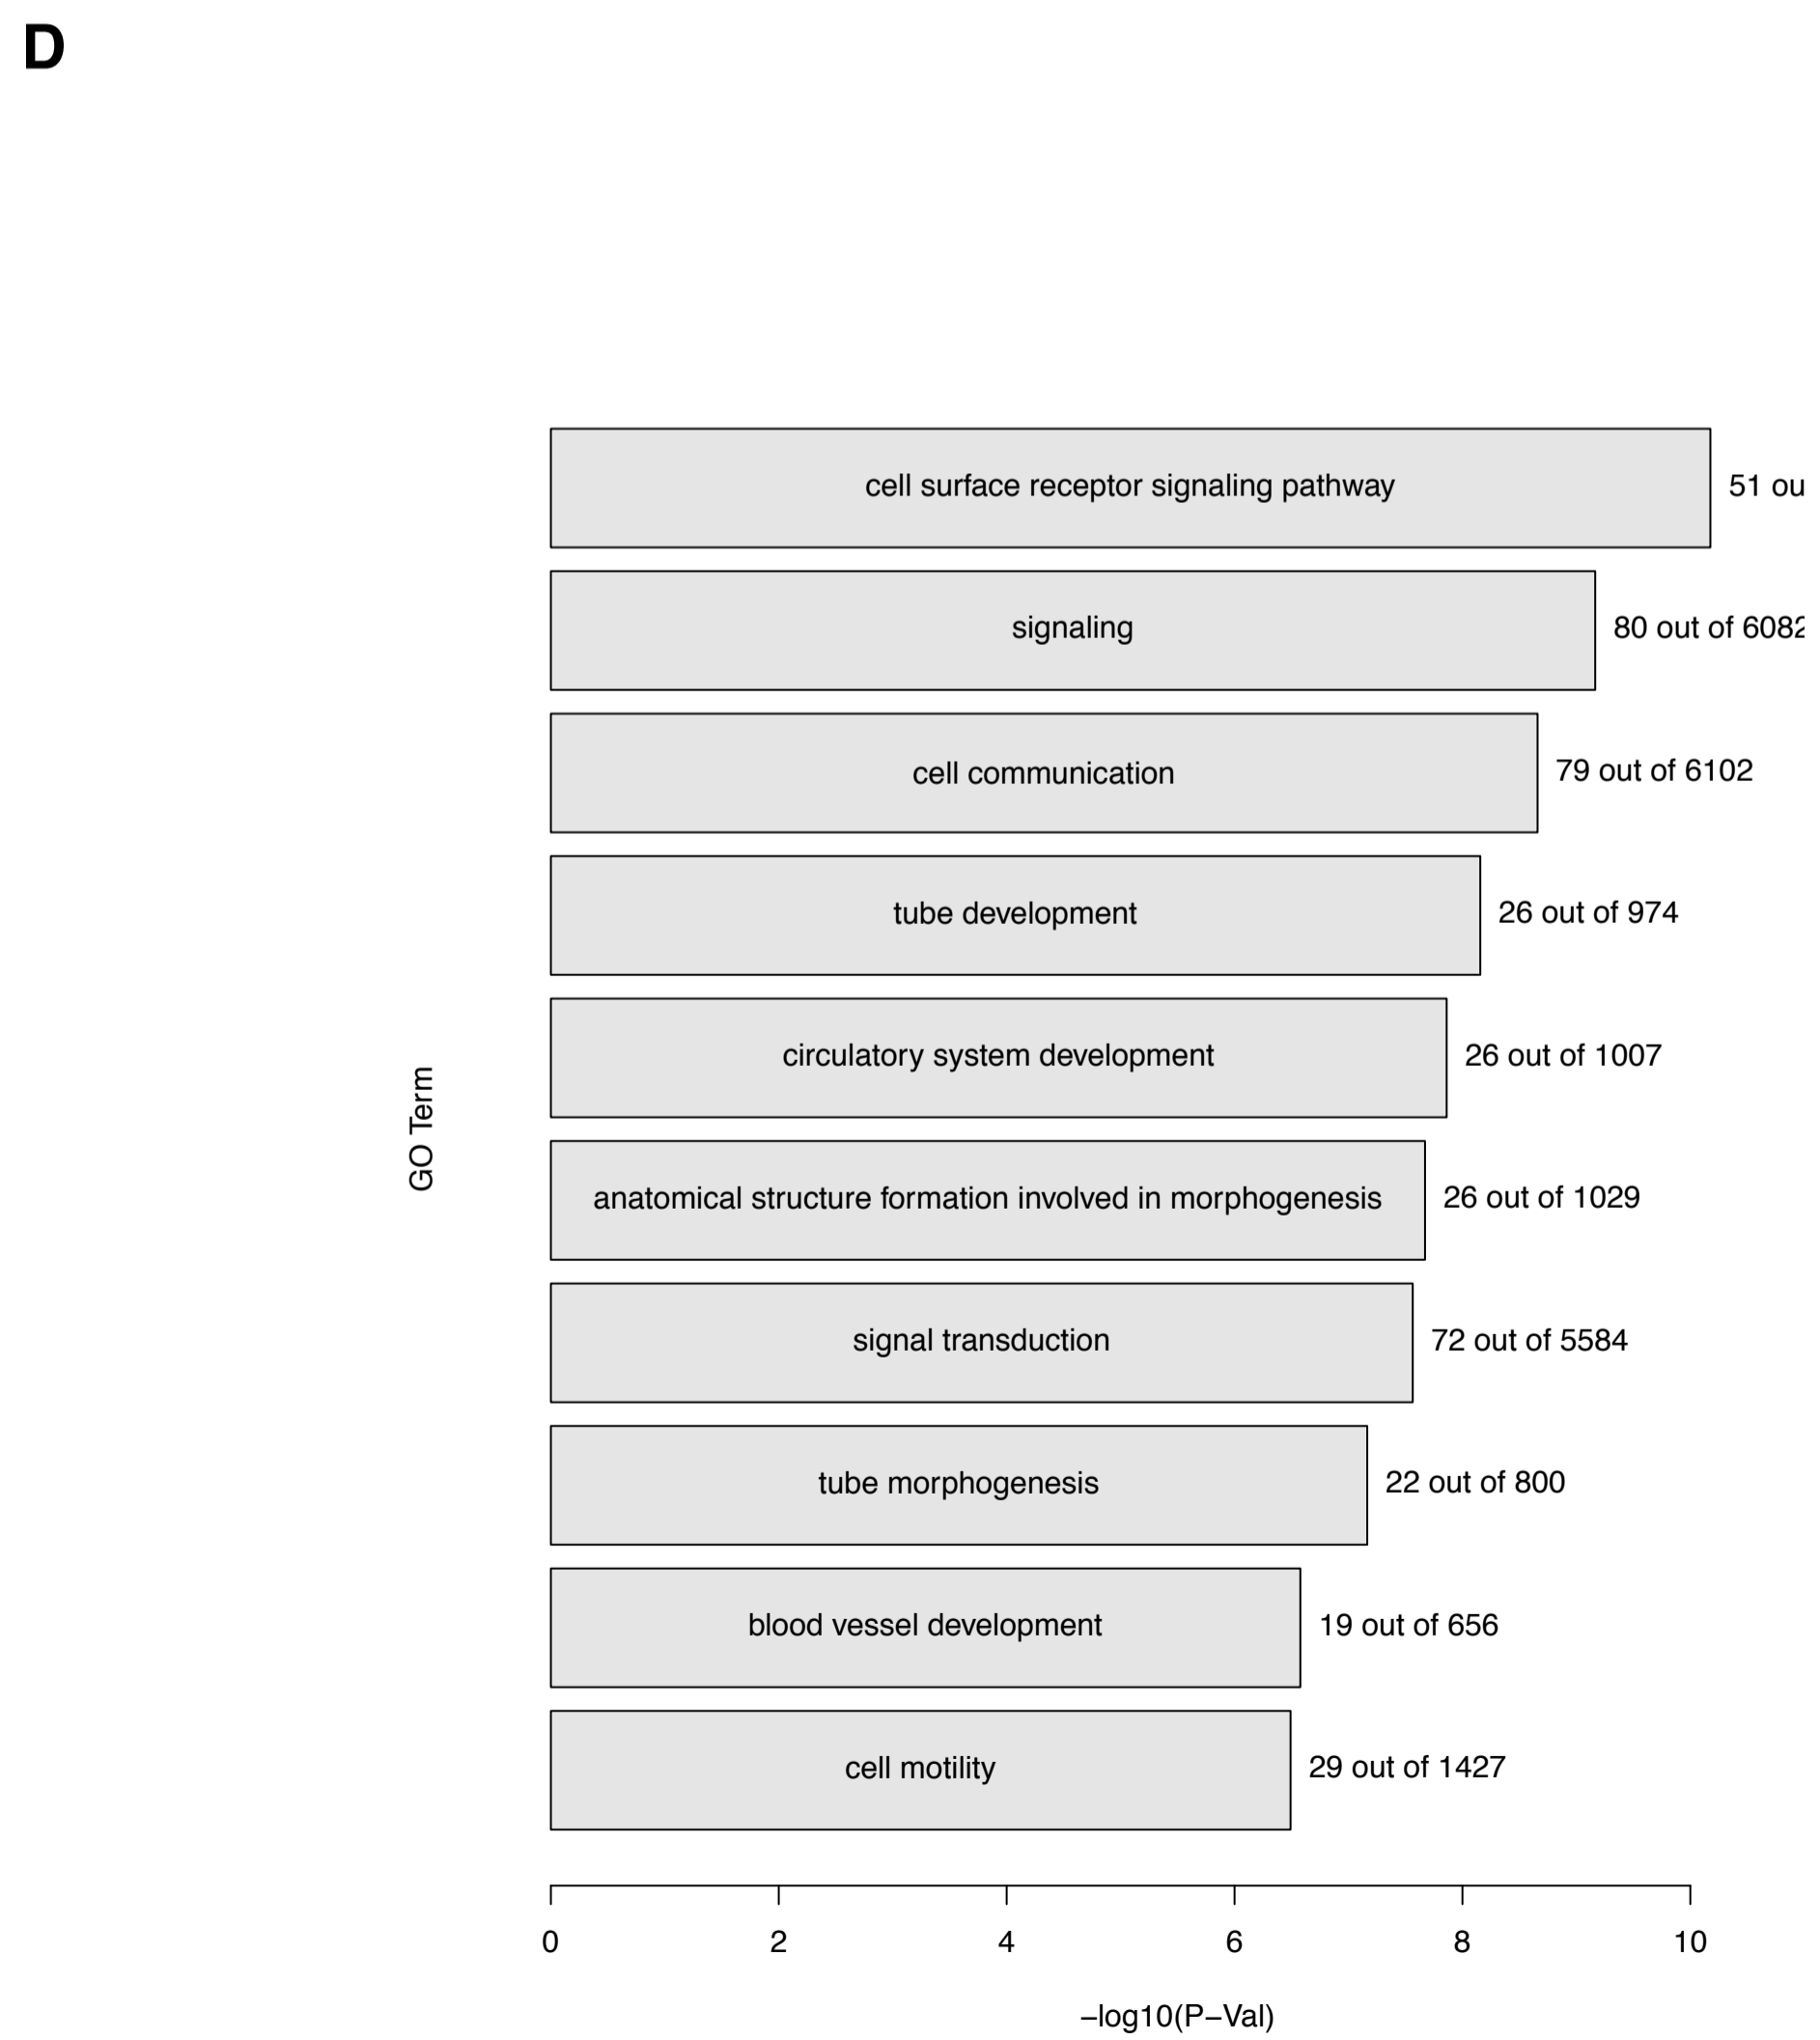 D
cell surface receptor signaling pathway 51
signaling 80 out of 6082
cell communication 79 out of 6102
tube development 26 out of 974
circulatory system development 26 out of 1007
GO Term
anatomical structure formation involved in morphogenesis 26 out of 1029
signal transduction 72 out of 5584
tube morphogenesis 22 out of 800
blood vessel development 19 out of 656
cell motility 29 out of 1427
0 2 4 6 8 10
−log10(P−Val)